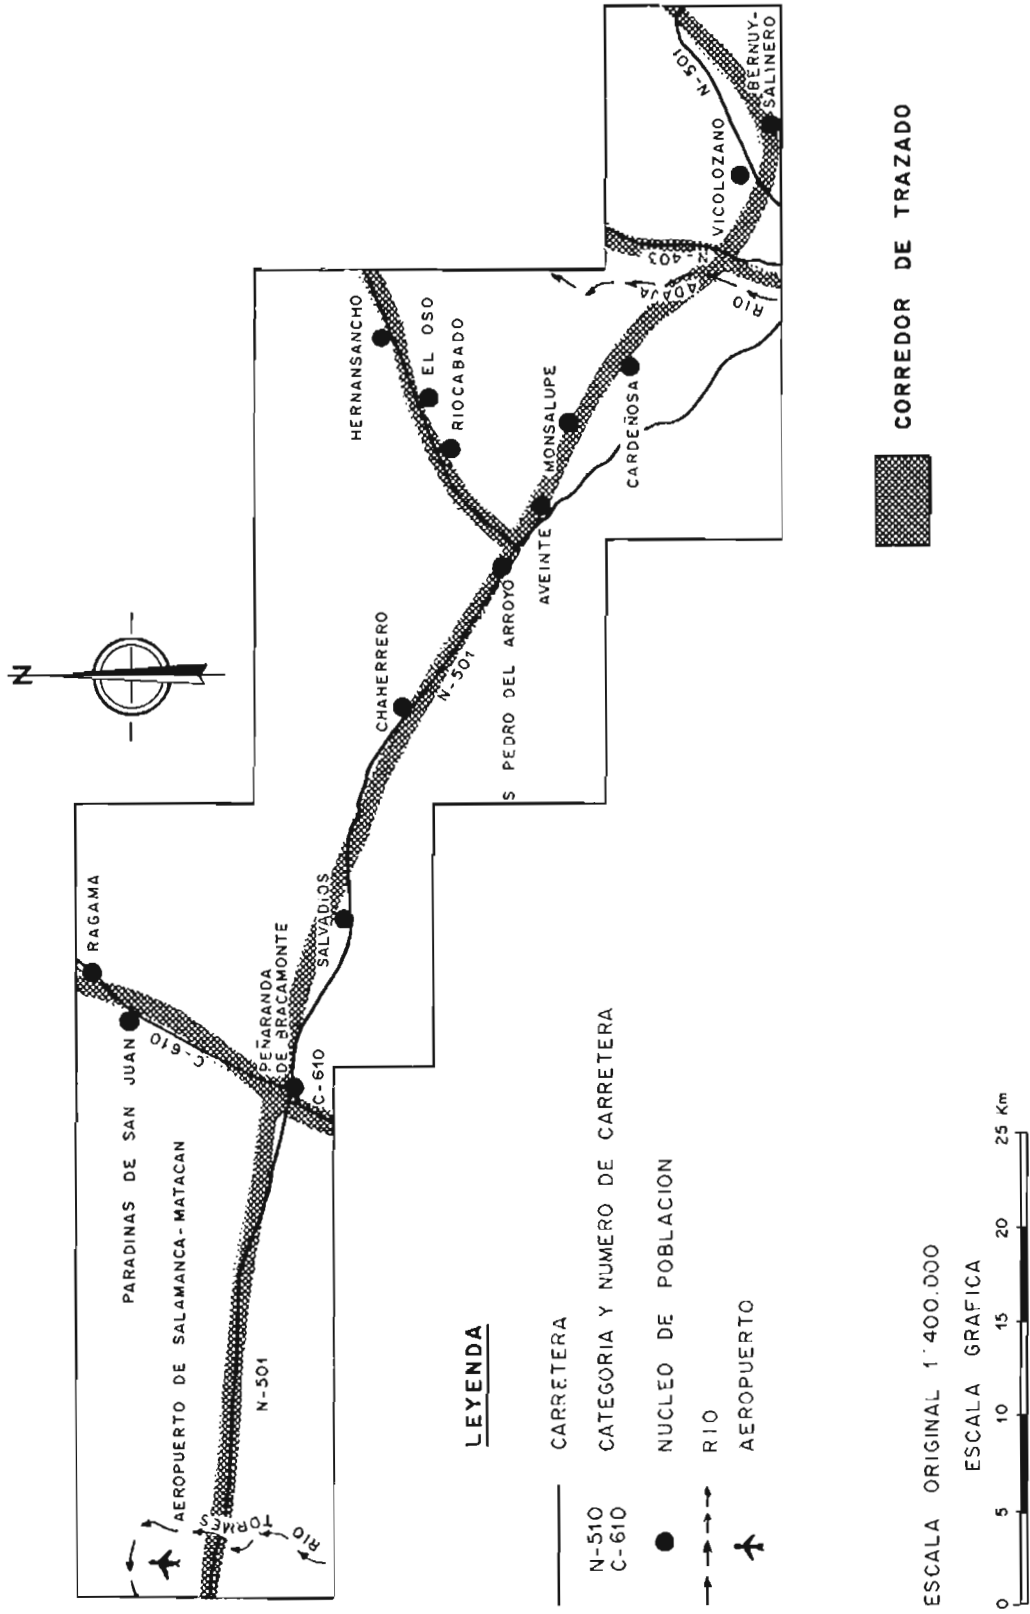 N
RAGAMA
PARADINAS DE SAN JUAN
C-610
AEROPUERTO DE SALAMANCA-MATACAN
PEÑARANDA
DE BRACAMONTE
C-610
SALVADIOS
N-501
RIO
TORMES
CHAHERRERO
N-501
S PEDRO DEL ARROYO
HERNANSANCHO
EL OSO
RIOCABADO
AVEINTE
MONSALUPE
CARDEÑOSA
RIO
ADAJA
N-403
VICOLOZANO
N-501
BERNUY-
SALINERO
LEYENDA
CARRETERA
N-510
C-610
CATEGORIA Y NUMERO DE CARRETERA
NUCLEO DE POBLACION
RIO
AEROPUERTO
CORREDOR DE TRAZADO
ESCALA ORIGINAL 1:400.000
ESCALA GRAFICA
0 5 10 15 20 25 Km